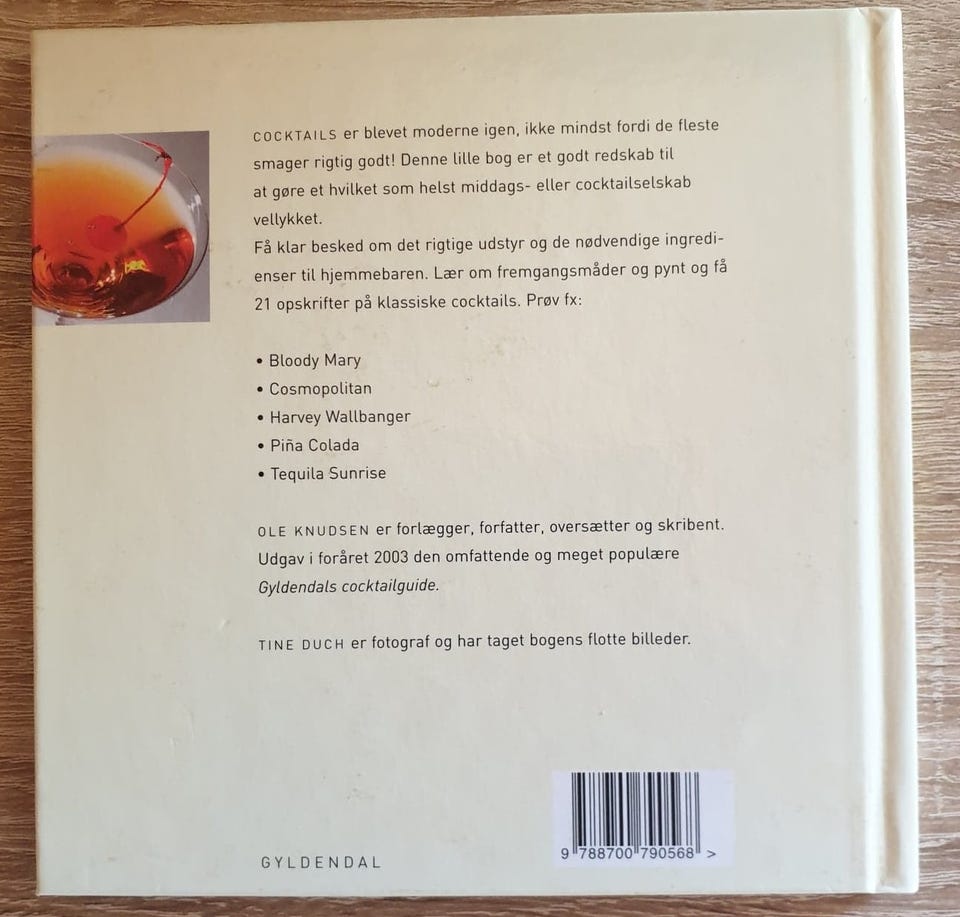 COCKTAILS er blevet moderne igen, ikke mindst fordi de fleste
smager rigtig godt! Denne lille bog er et godt redskab til
at gøre et hvilket som helst middags- eller cocktailselskab
vellykket.
Få klar besked om det rigtige udstyr og de nødvendige ingredi-
enser til hjemmebaren. Lær om fremgangsmåder og pynt og få
21 opskrifter på klassiske cocktails. Prøv fx:
• Bloody Mary
• Cosmopolitan
• Harvey Wallbanger
• Piña Colada
• Tequila Sunrise
OLE KNUDSEN er forlægger, forfatter, oversætter og skribent.
Udgav i foråret 2003 den omfattende og meget populære
Gyldendals cocktailguide.
TINE DUCH er fotograf og har taget bogens flotte billeder.
GYLDENDAL
9 788700 790568 >